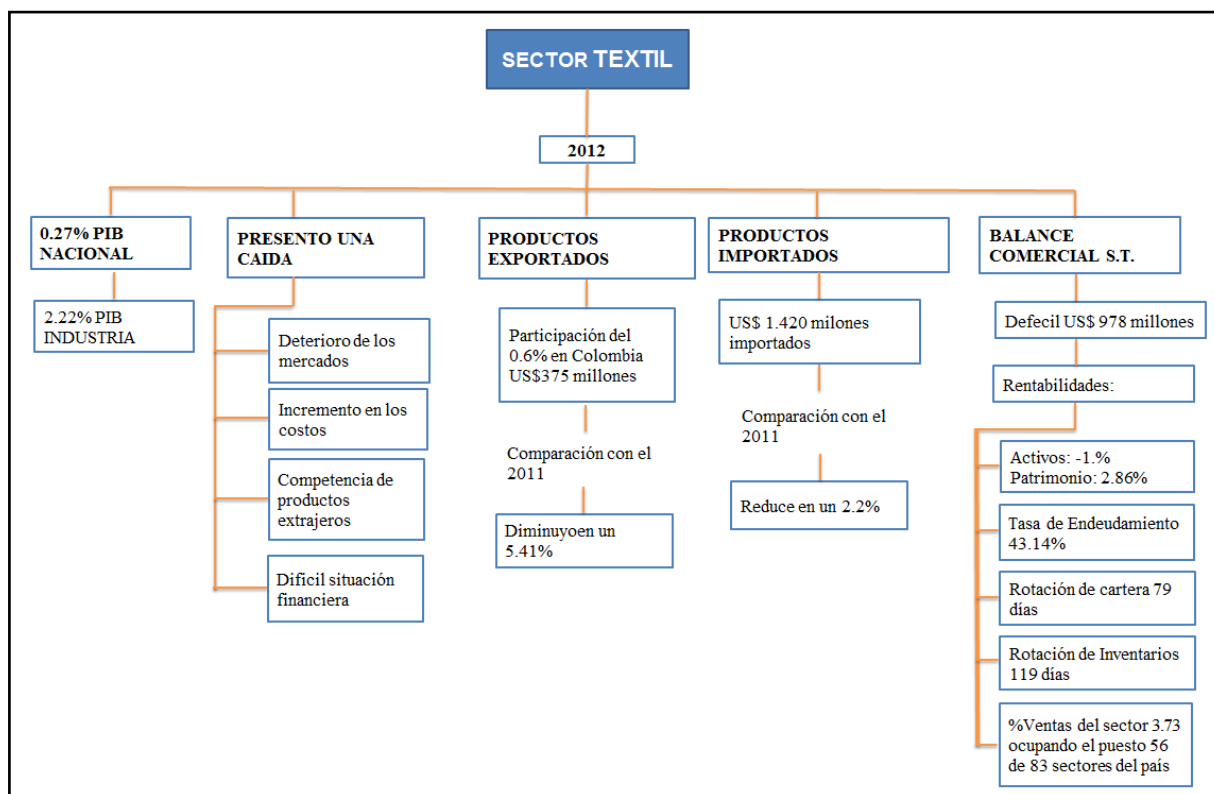 SECTOR TEXTIL
2012
0.27% PIB
NACIONAL
2.22% PIB
INDUSTRIA
PRESENTO UNA
CAIDA
Deterioro de los
mercados
Incremento en los
costos
Competencia de
productos
extrajeros
Dificil situación
financiera
PRODUCTOS
EXPORTADOS
Participación del
0.6% en Colombia
US$375 millones
Comparación con el
2011
Diminuyoen un
5.41%
PRODUCTOS
IMPORTADOS
US$ 1.420 milones
importados
Comparación con el
2011
Reduce en un 2.2%
BALANCE
COMERCIAL S.T.
Defecil US$ 978 millones
Rentabilidades:
Activos: -1.%
Patrimonio: 2.86%
Tasa de Endeudamiento
43.14%
Rotación de cartera 79
días
Rotación de Inventarios
119 días
%Ventas del sector 3.73
ocupando el puesto 56
de 83 sectores del país